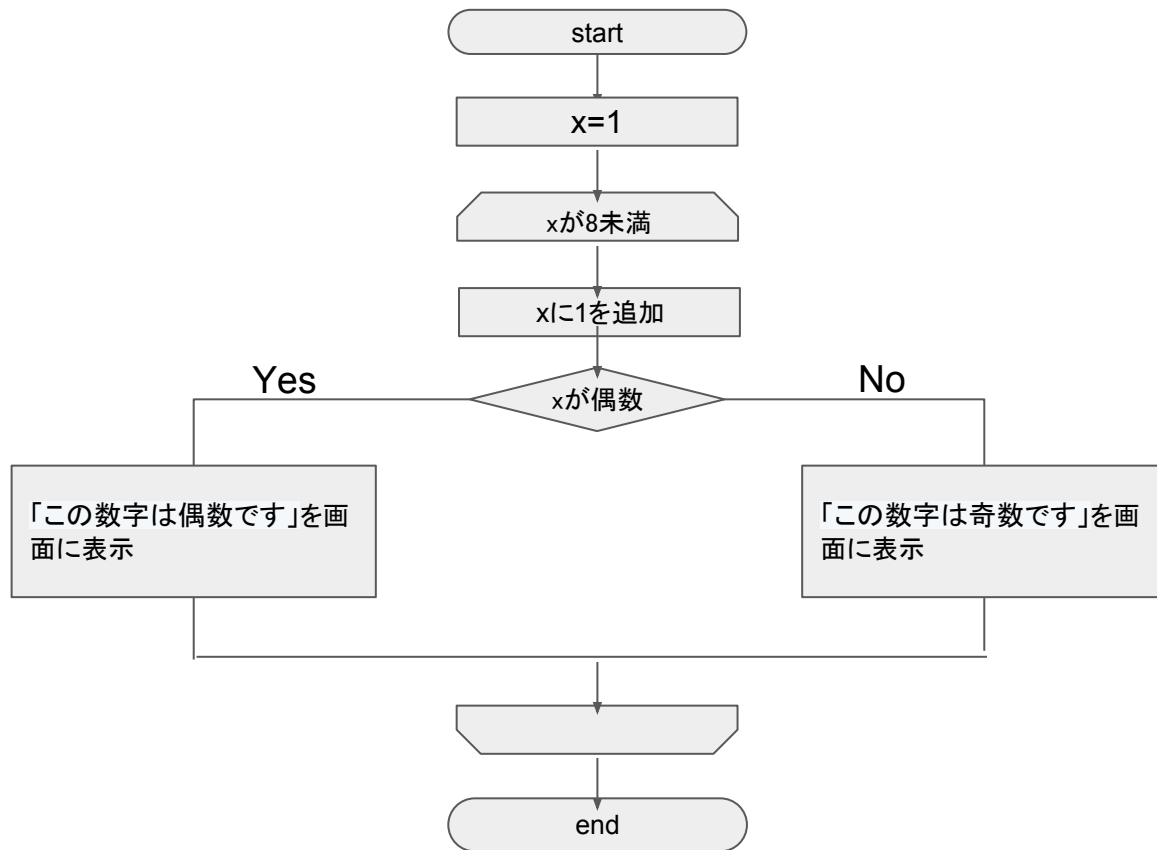 start
x=1
xが8未満
xに1を追加
Yes
No
xが偶数
「この数字は偶数です」を画
面に表示
「この数字は奇数です」を画
面に表示
end